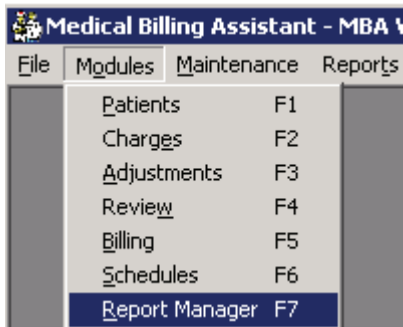 Medical Billing Assistant - MBA
File Modules Maintenance Reports
Patients F1
Charges F2
Adjustments F3
Review F4
Billing F5
Schedules F6
Report Manager F7